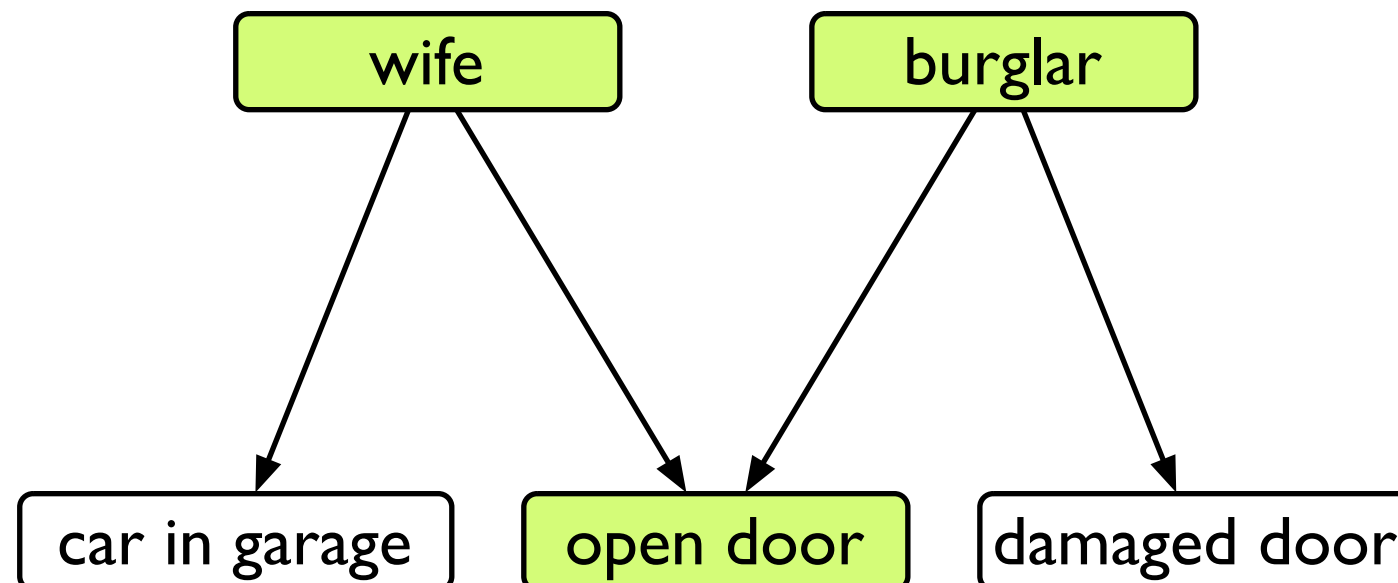 wife
burglar
car in garage
open door
damaged door